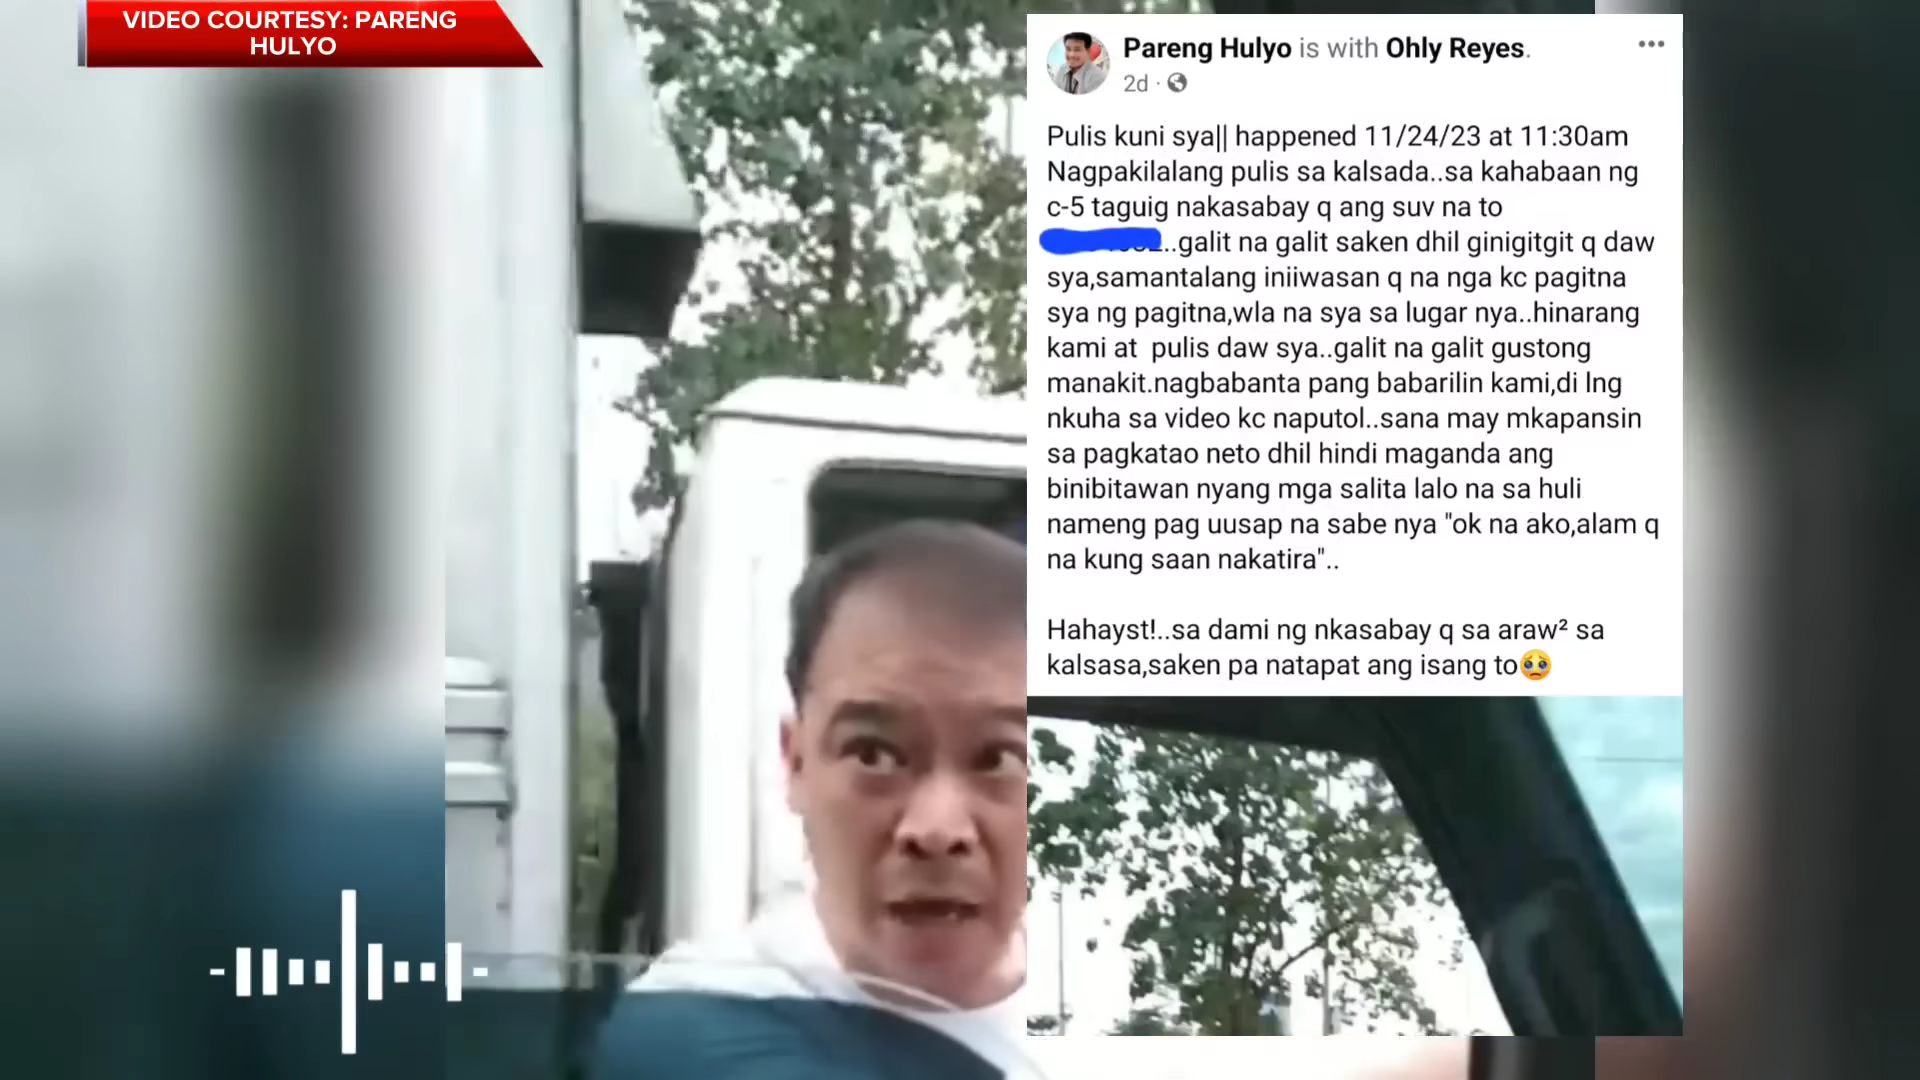 VIDEO COURTESY: PARENG
HULYO
Pareng Hulyo is with Ohly Reyes.
2d ·
Pulis kuni sya|| happened 11/24/23 at 11:30am
Nagpakilalang pulis sa kalsada..sa kahabaan ng
c-5 taguig nakasabay q ang suv na to
..galit na galit saken dhil ginigitgit q daw
sya,samantalang iniiwasan q na nga kc pagitna
sya ng pagitna,wla na sya sa lugar nya..hinarang
kami at pulis daw sya..galit na galit gustong
manakit.nagbabanta pang babarilin kami,di lng
nkuha sa video kc naputol..sana may mkapansin
sa pagkatao neto dhil hindi maganda ang
binibitawan nyang mga salita lalo na sa huli
nameng pag uusap na sabe nya "ok na ako,alam q
na kung saan nakatira"..
Hahayst!..sa dami ng nkasabay q sa araw² sa
kalsasa,saken pa natapat ang isang to🥹